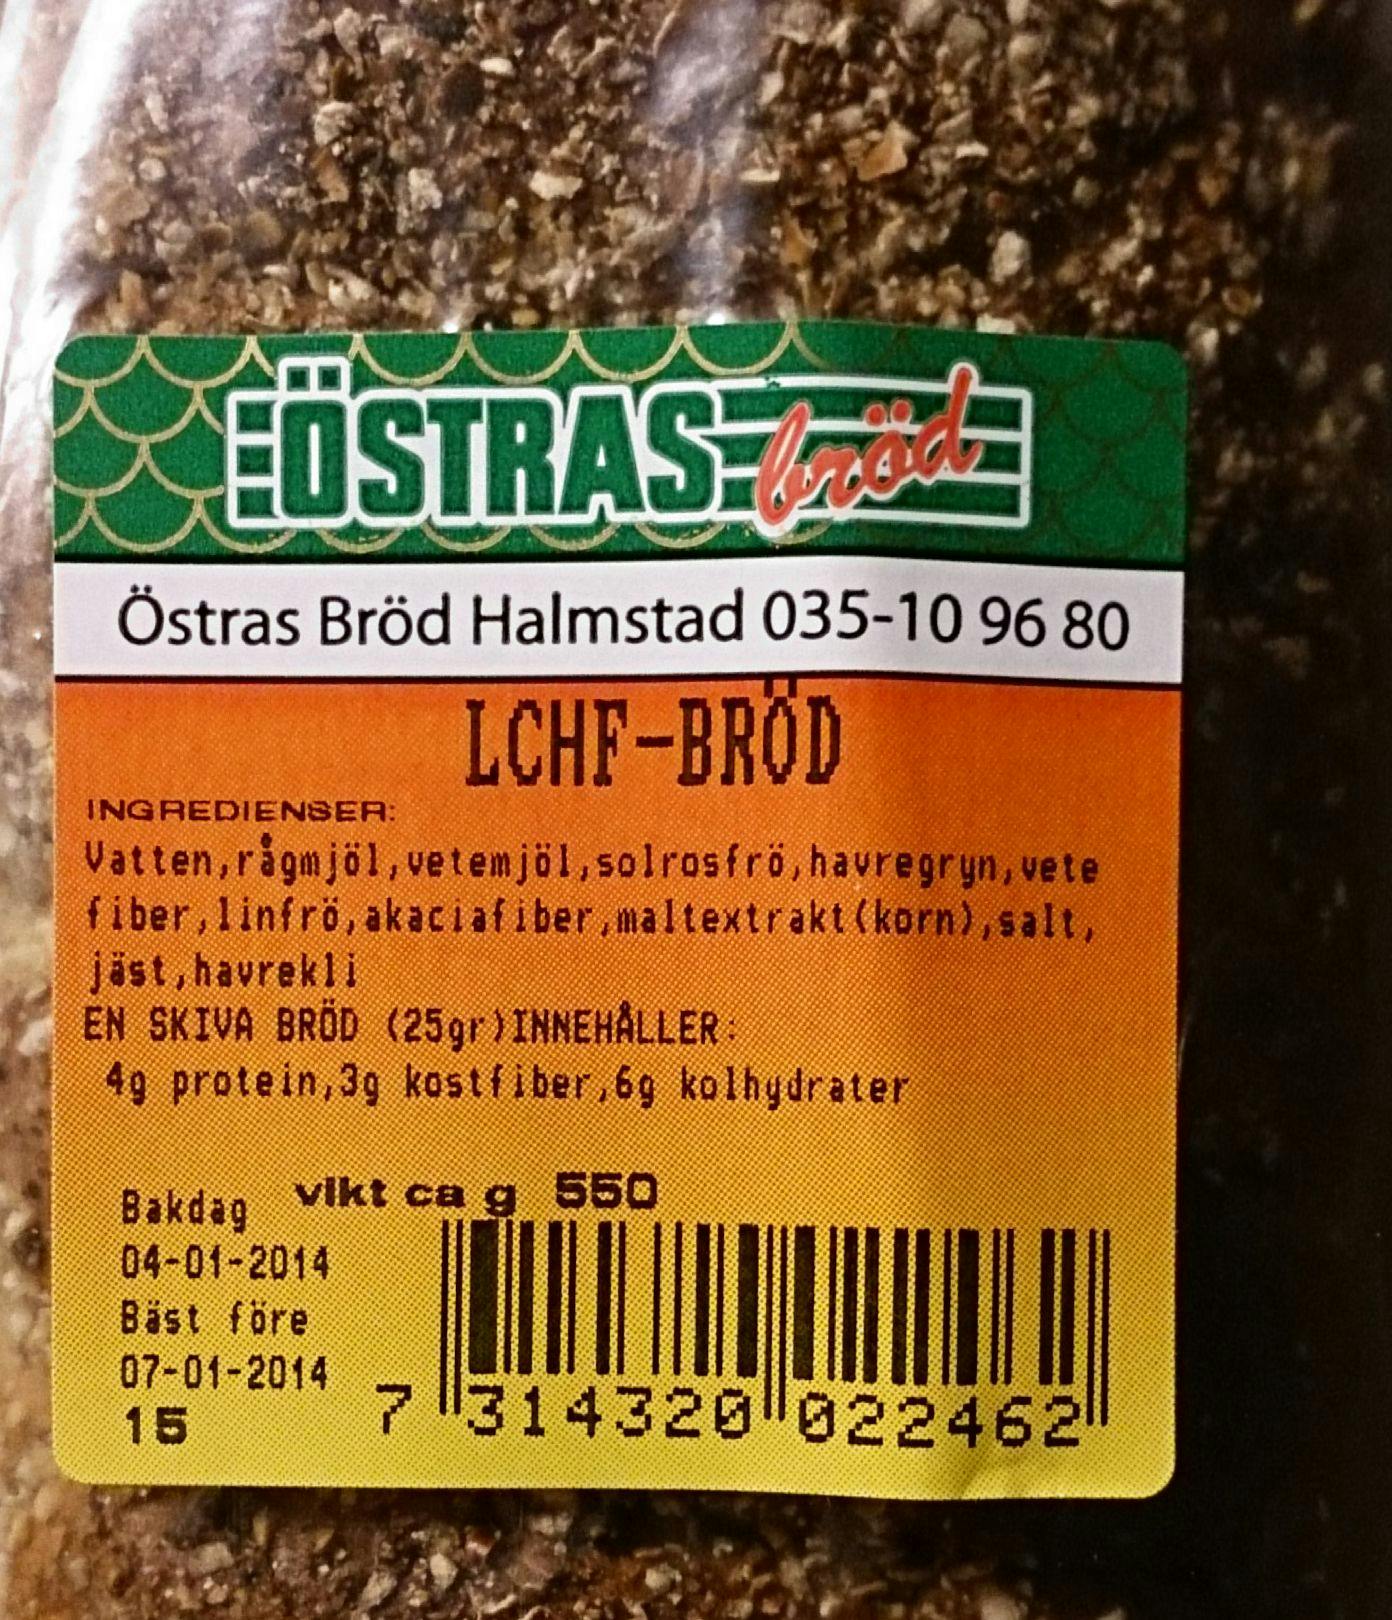 ÖSTRAS bröd
Östras Bröd Halmstad 035-10 96 80
LCHF-BRÖD
INGREDIENSER:
Vatten,rågmjöl,vetemjöl,solrosfrö,havregryn,vete
fiber,linfrö,akaciafiber,maltextrakt(korn),salt,
jäst,havrekli
EN SKIVA BRÖD (25gr)INNEHÅLLER:
4g protein,3g kostfiber,6g kolhydrater
vikt ca g 550
Bakdag
04-01-2014
Bäst före
07-01-2014
15
7 314320 022462